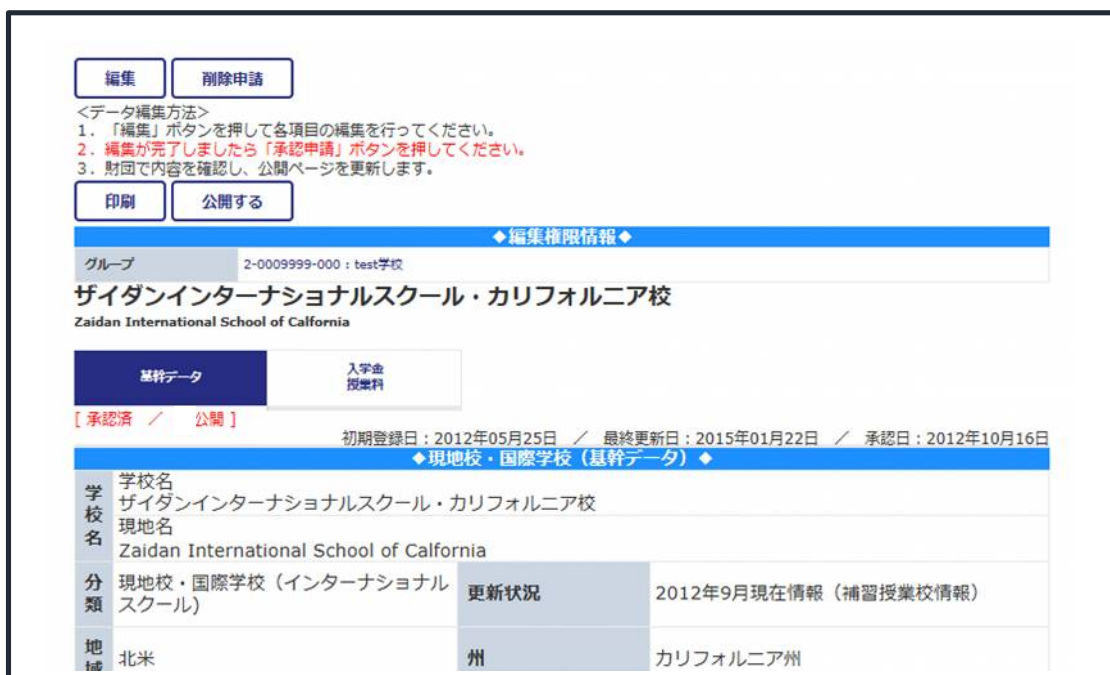 編集 削除申請
<データ編集方法>
1．「編集」ボタンを押して各項目の編集を行ってください。
2．編集が完了しましたら「承認申請」ボタンを押してください。
3．財団で内容を確認し、公開ページを更新します。
印刷 公開する
◆編集権限情報◆
グループ 2-0009999-000：test学校
ザイダンインターナショナルスクール・カリフォルニア校
Zaidan International School of Calfornia
基幹データ 入学金
授業料
[ 承認済 ／ 公開 ]
初期登録日：2012年05月25日 ／ 最終更新日：2015年01月22日 ／ 承認日：2012年10月16日
◆現地校・国際学校（基幹データ）◆
学校名
学校名
ザイダンインターナショナルスクール・カリフォルニア校
現地名
Zaidan International School of Calfornia
分類 現地校・国際学校（インターナショナル
スクール）
更新状況 2012年9月現在情報（補習授業校情報）
地域 北米 州 カリフォルニア州